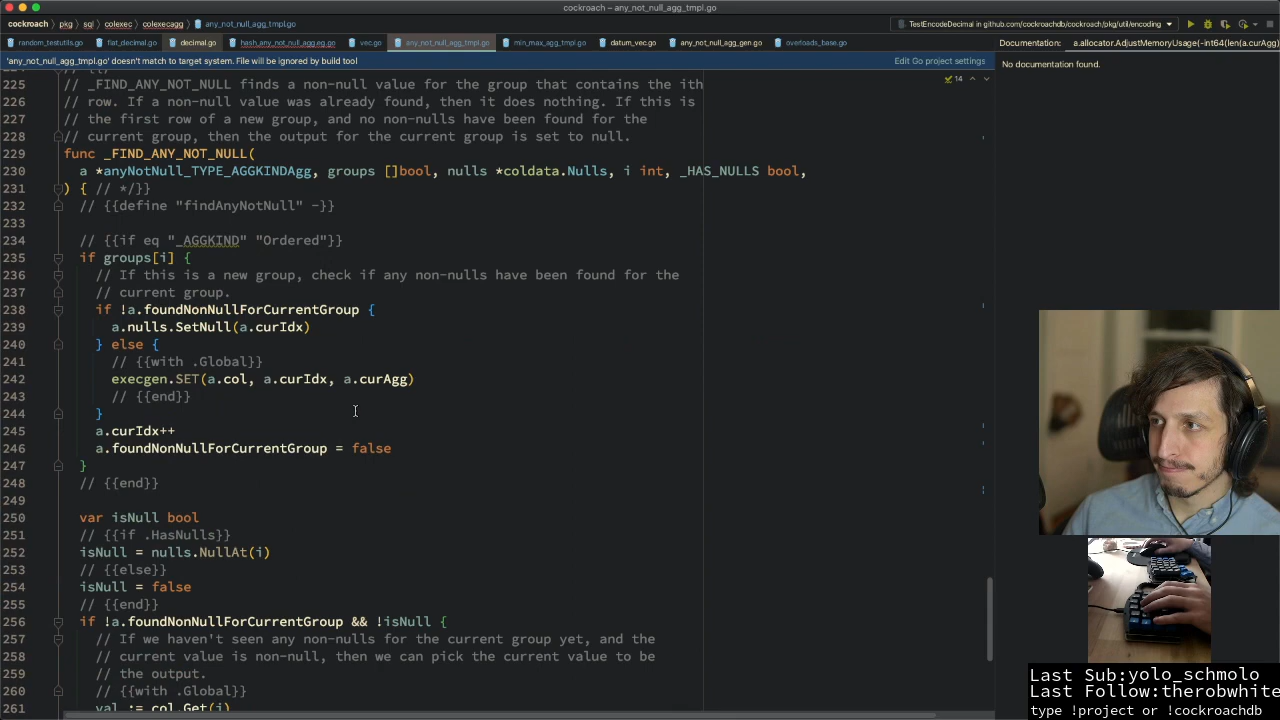 cockroach – any_not_null_agg_tmpl.go
cockroach › pkg › sql › colexec › colexecagg › any_not_null_agg_tmpl.go
TestEncodeDecimal in github.com/cockroachdb/cockroach/pkg/util/encoding
random_testutils.go flat_decimal.go decimal.go hash_any_not_null_agg.eg.go vec.go any_not_null_agg_tmpl.go min_max_agg_tmpl.go datum_vec.go any_not_null_agg_gen.go overloads_base.go
Documentation: a.allocator.AdjustMemoryUsage(-int64(len(a.curAgg)
'any_not_null_agg_tmpl.go' doesn't match to target system. File will be ignored by build tool Edit Go project settings
No documentation found.
14
225 // _FIND_ANY_NOT_NULL finds a non-null value for the group that contains the ith
226 // row. If a non-null value was already found, then it does nothing. If this is
227 // the first row of a new group, and no non-nulls have been found for the
228 // current group, then the output for the current group is set to null.
229 func _FIND_ANY_NOT_NULL(
230 a *anyNotNull_TYPE_AGGKINDAgg, groups []bool, nulls *coldata.Nulls, i int, _HAS_NULLS bool,
231 ) { // */}}
232 // {{define "findAnyNotNull" -}}
233
234 // {{if eq "_AGGKIND" "Ordered"}}
235 if groups[i] {
236 // If this is a new group, check if any non-nulls have been found for the
237 // current group.
238 if !a.foundNonNullForCurrentGroup {
239 a.nulls.SetNull(a.curIdx)
240 } else {
241 // {{with .Global}}
242 execgen.SET(a.col, a.curIdx, a.curAgg)
243 // {{end}}
244 }
245 a.curIdx++
246 a.foundNonNullForCurrentGroup = false
247 }
248 // {{end}}
249
250 var isNull bool
251 // {{if .HasNulls}}
252 isNull = nulls.NullAt(i)
253 // {{else}}
254 isNull = false
255 // {{end}}
256 if !a.foundNonNullForCurrentGroup && !isNull {
257 // If we haven't seen any non-nulls for the current group yet, and the
258 // current value is non-null, then we can pick the current value to be
259 // the output.
260 // {{with .Global}}
261 val := col.Get(i)
Last Sub:yolo_schmolo
Last Follow:therobwhite
type !project or !cockroachdb